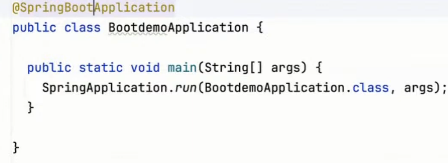 @SpringBootApplication
public class BootdemoApplication {
public static void main(String[] args) {
SpringApplication.run(BootdemoApplication.class, args);
}
}